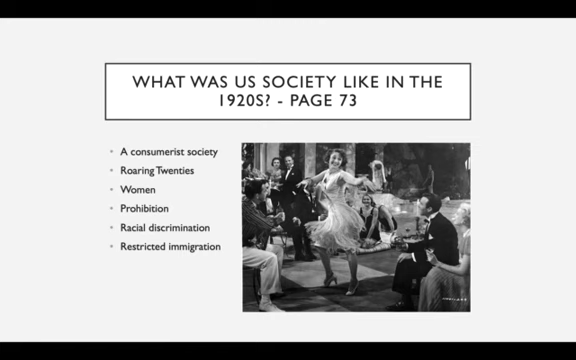 WHAT WAS US SOCIETY LIKE IN THE
1920S? - PAGE 73
• A consumerist society
• Roaring Twenties
• Women
• Prohibition
• Racial discrimination
• Restricted immigration